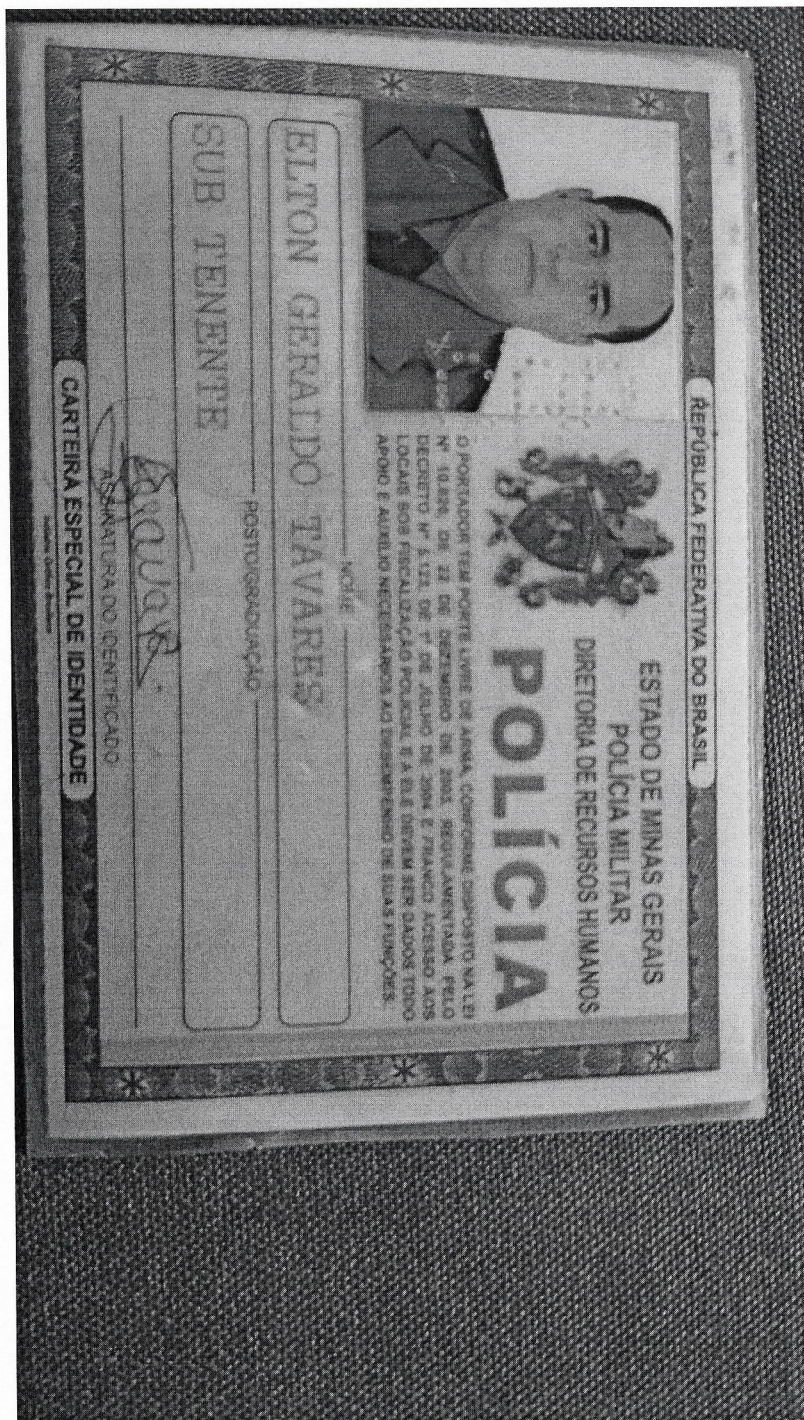 REPÚBLICA FEDERATIVA DO BRASIL
ESTADO DE MINAS GERAIS
POLÍCIA MILITAR
DIRETORIA DE RECURSOS HUMANOS
POLÍCIA
O PORTADOR TEM PORTE LIVRE DE ARMA, CONFORME DISPOSTO NA LEI
Nº 10.826, DE 22 DE DEZEMBRO DE 2003, REGULAMENTADA PELO
DECRETO Nº 5.123, DE 1º DE JULHO DE 2004 E FRANCO ACESSO AOS
LOCAIS SOB FISCALIZAÇÃO POLICIAL E A ELE DEVEM SER DADOS TODO
APOIO E AUXÍLIO NECESSÁRIOS AO DESEMPENHO DE SUAS FUNÇÕES.
NOME
ELTON GERALDO TAVARES
POSTO/GRADUAÇÃO
SUB TENENTE
ASSINATURA DO IDENTIFICADO
CARTEIRA ESPECIAL DE IDENTIDADE